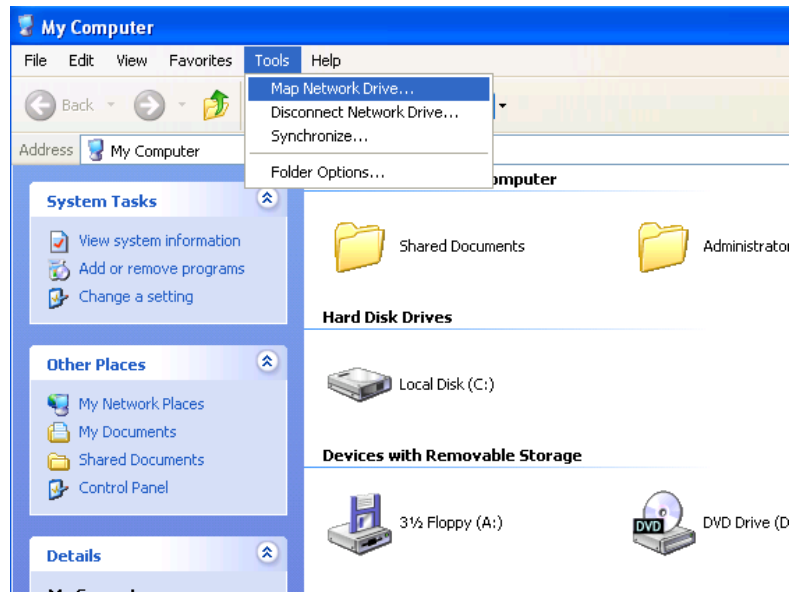 My Computer
File Edit View Favorites Tools Help
Map Network Drive...
Disconnect Network Drive...
Synchronize...
Folder Options...
Back
Address My Computer
System Tasks
View system information
Add or remove programs
Change a setting
Other Places
My Network Places
My Documents
Shared Documents
Control Panel
Details
omputer
Shared Documents
Administrator
Hard Disk Drives
Local Disk (C:)
Devices with Removable Storage
3½ Floppy (A:)
DVD
DVD Drive (D